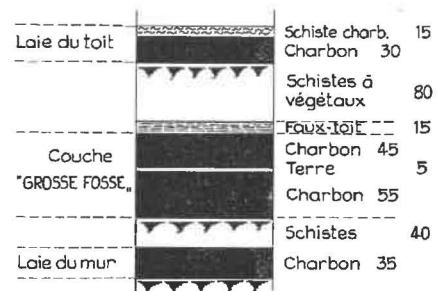 Laie du toit
Schiste charb. 15
Charbon 30
Schistes à
végétaux 80
Faux-toit 15
Couche
"GROSSE FOSSE„
Charbon 45
Terre 5
Charbon 55
Schistes 40
Laie du mur
Charbon 35